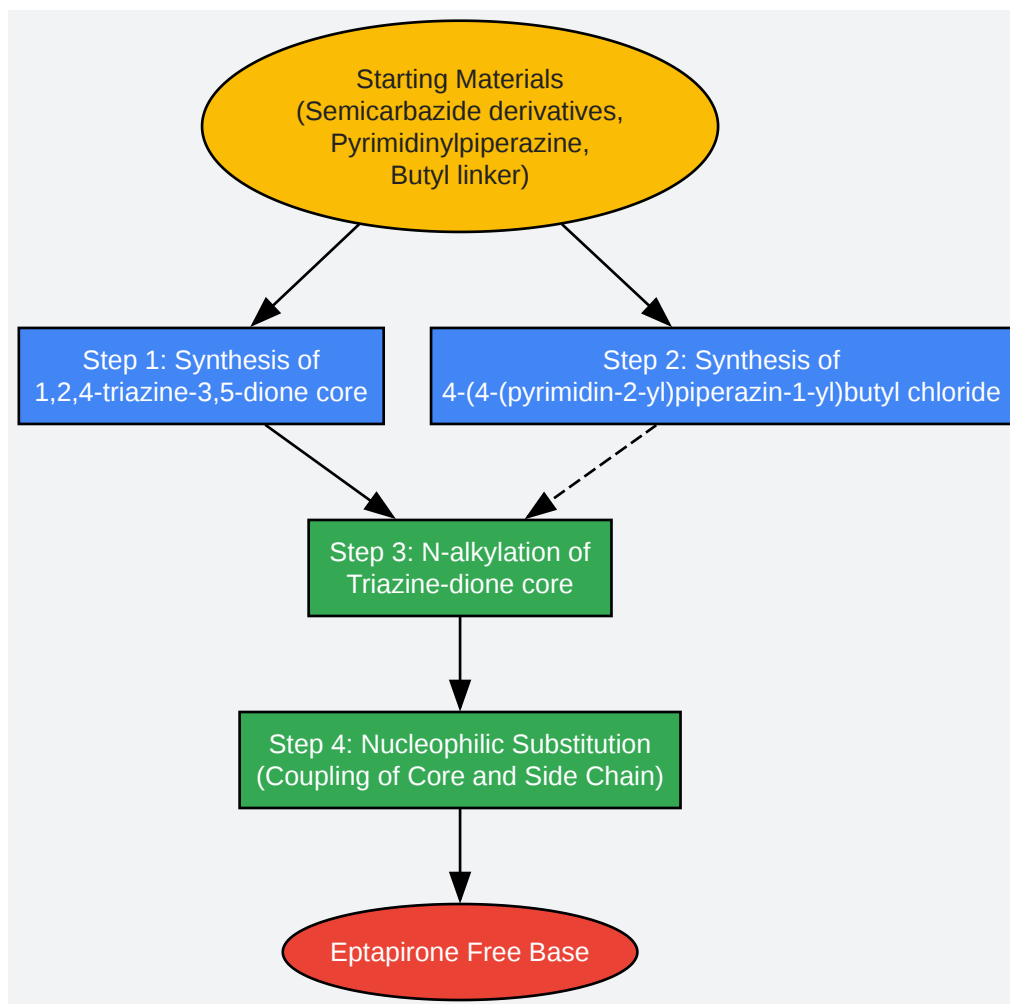 Starting Materials
(Semicarbazide derivatives,
Pyrimidinylpiperazine,
Butyl linker)
Step 1: Synthesis of
1,2,4-triazine-3,5-dione core
Step 2: Synthesis of
4-(4-(pyrimidin-2-yl)piperazin-1-yl)butyl chloride
Step 3: N-alkylation of
Triazine-dione core
Step 4: Nucleophilic Substitution
(Coupling of Core and Side Chain)
Eptapirone Free Base